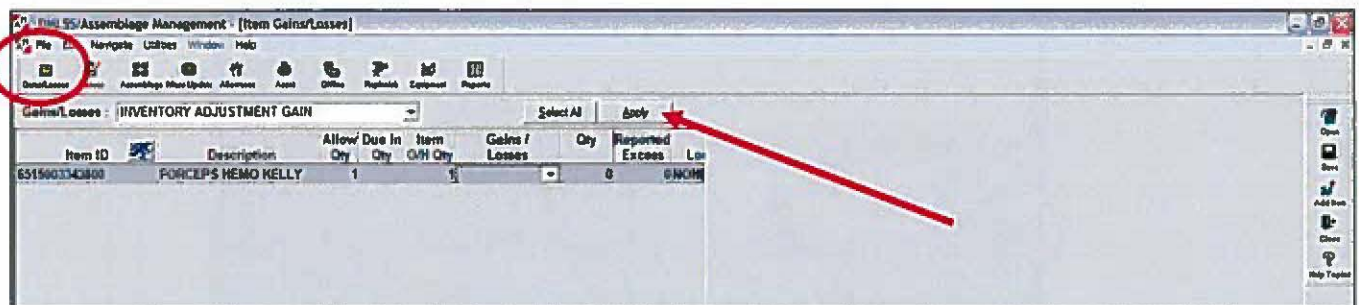 /Assemblage Management - [Item Gains/Losses]
File Navigate Utilities Window Help
Gains/Losses Assemblage Mass Update Allowance Asset Offline Replenish Equipment Reports
Gains/Losses : INVENTORY ADJUSTMENT GAIN Select All Apply
Item ID Description Allow Qty Due In Qty Item O/H Qty Gains / Losses Qty Reported Excess
FORCEPS HEMO KELLY 1 1 0 0
Open
Save
Add Item
Close
Help Topics